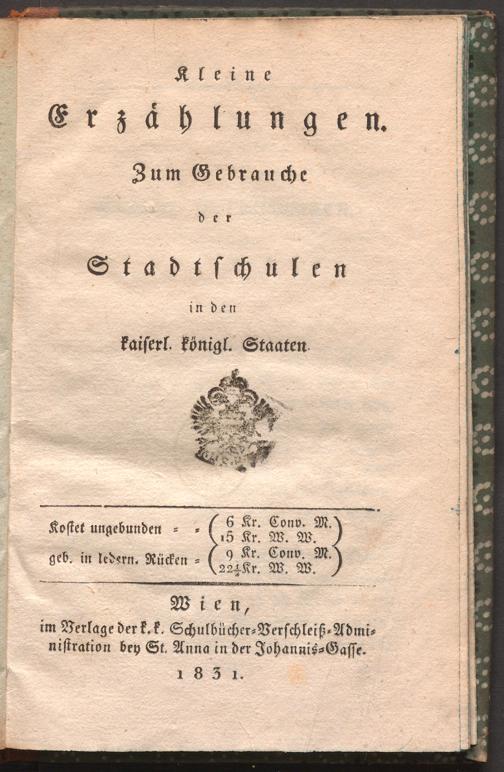 Kleine
Erzählungen.
Zum Gebrauche
der
Stadtschulen
in den
kaiserl. königl. Staaten
Kostet ungebunden = = ( 6 Kr. Conv. M. )
( 15 Kr. W. W. )
geb. in ledern. Rücken = ( 9 Kr. Conv. M. )
( 22½ Kr. W. W. )
Wien,
im Verlage der k. k. Schulbücher=Verschleiß=Admi=
nistration bey St. Anna in der Johannis=Gasse.
1831.